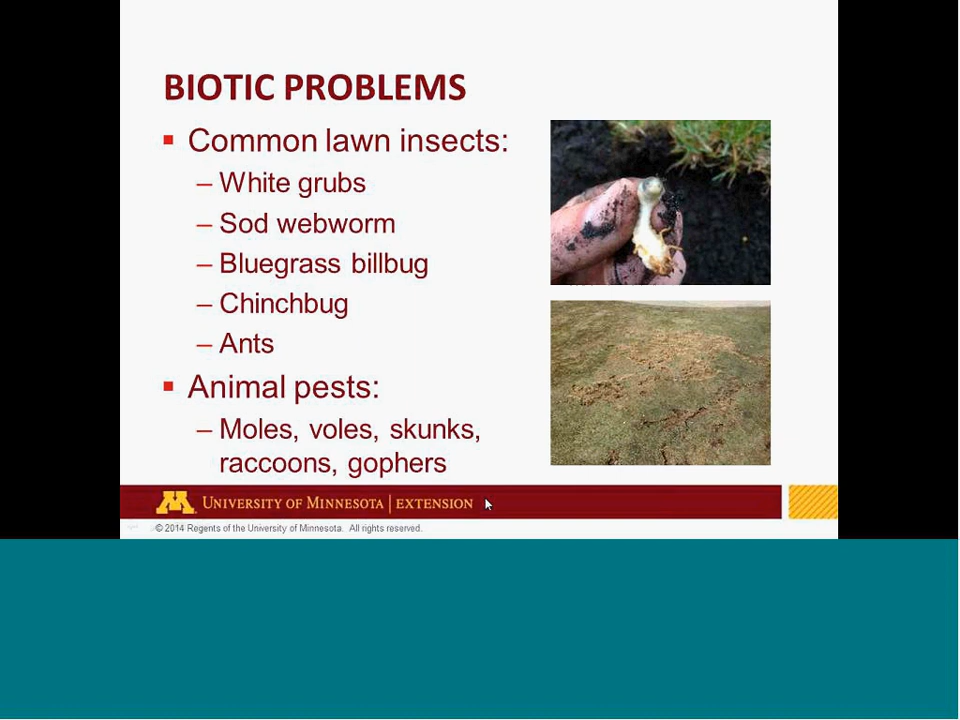 BIOTIC PROBLEMS
▪ Common lawn insects:
– White grubs
– Sod webworm
– Bluegrass billbug
– Chinchbug
– Ants
▪ Animal pests:
– Moles, voles, skunks,
raccoons, gophers
M UNIVERSITY OF MINNESOTA | EXTENSION
© 2014 Regents of the University of Minnesota. All rights reserved.